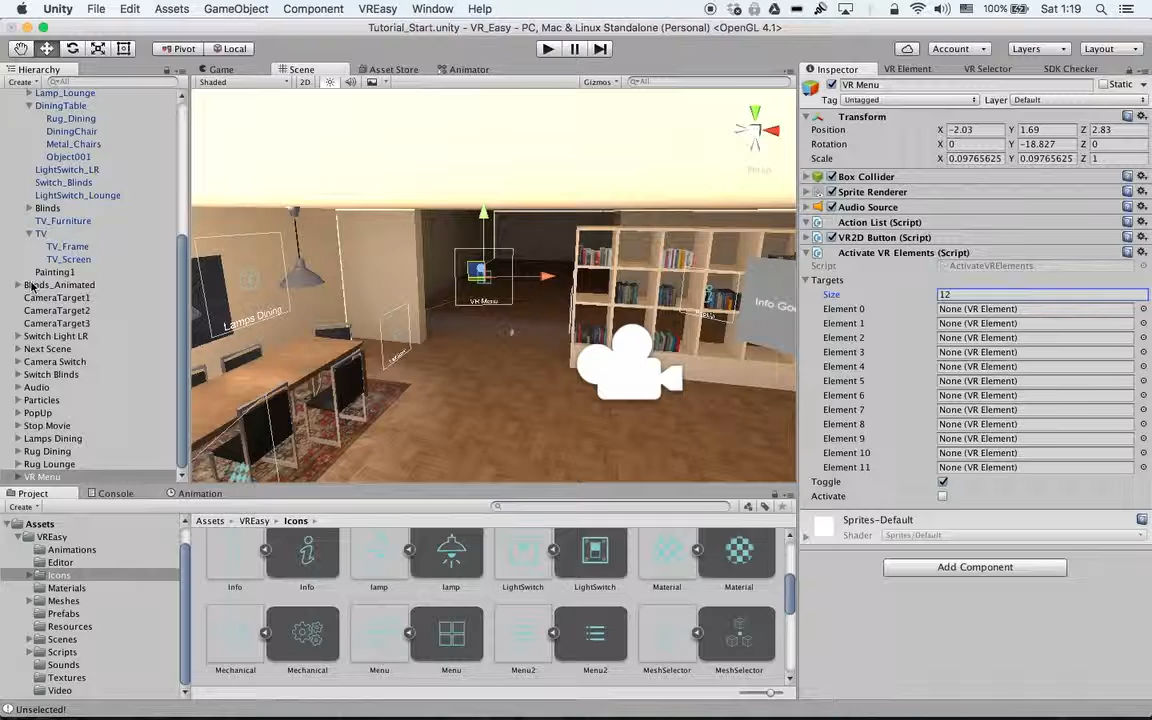 Unity File Edit Assets GameObject Component VREasy Window Help 100% Sat 1:19
Tutorial_Start.unity - VR_Easy - PC, Mac & Linux Standalone (Personal) <OpenGL 4.1>
Pivot Local Account Layers Layout
Hierarchy
Create All
Lamp_Lounge
DiningTable
Rug_Dining
DiningChair
Metal_Chairs
Object001
LightSwitch_LR
Switch_Blinds
LightSwitch_Lounge
Blinds
TV_Furniture
TV
TV_Frame
TV_Screen
Painting1
Blinds_Animated
CameraTarget1
CameraTarget2
CameraTarget3
Switch Light LR
Next Scene
Camera Switch
Switch Blinds
Audio
Particles
PopUp
Stop Movie
Lamps Dining
Rug Dining
Rug Lounge
VR Menu
Game Scene Asset Store Animator
Shaded 2D Gizmos All
Persp
Lamps Dining
VR Menu
Info Go
Inspector VR Element VR Selector SDK Checker
VR Menu Static
Tag Untagged Layer Default
Transform
Position X -2.03 Y 1.69 Z 2.83
Rotation X 0 Y -18.827 Z 0
Scale X 0.09765625 Y 0.09765625 Z 1
Box Collider
Sprite Renderer
Audio Source
Action List (Script)
VR2D Button (Script)
Activate VR Elements (Script)
Script ActivateVRElements
Targets
Size 12
Element 0 None (VR Element)
Element 1 None (VR Element)
Element 2 None (VR Element)
Element 3 None (VR Element)
Element 4 None (VR Element)
Element 5 None (VR Element)
Element 6 None (VR Element)
Element 7 None (VR Element)
Element 8 None (VR Element)
Element 9 None (VR Element)
Element 10 None (VR Element)
Element 11 None (VR Element)
Toggle
Activate
Sprites-Default
Shader Sprites/Default
Add Component
Project Console Animation
Create
Assets
VREasy
Animations
Editor
Icons
Materials
Meshes
Prefabs
Resources
Scenes
Scripts
Sounds
Textures
Video
Assets VREasy Icons
Info Info lamp lamp LightSwitch LightSwitch Material Material
Mechanical Mechanical Menu Menu Menu2 Menu2 MeshSelector MeshSelector
Unselected!